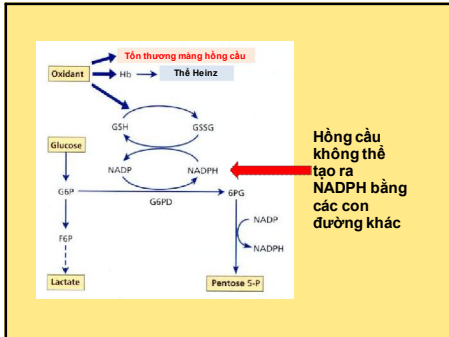 Tổn thương màng hồng cầu
Oxidant
Hb
Thể Heinz
GSH
GSSG
Glucose
NADP
NADPH
G6P
6PG
G6PD
NADP
F6P
NADPH
Lactate
Pentose 5-P
Hồng cầu
không thể
tạo ra
NADPH bằng
các con
đường khác